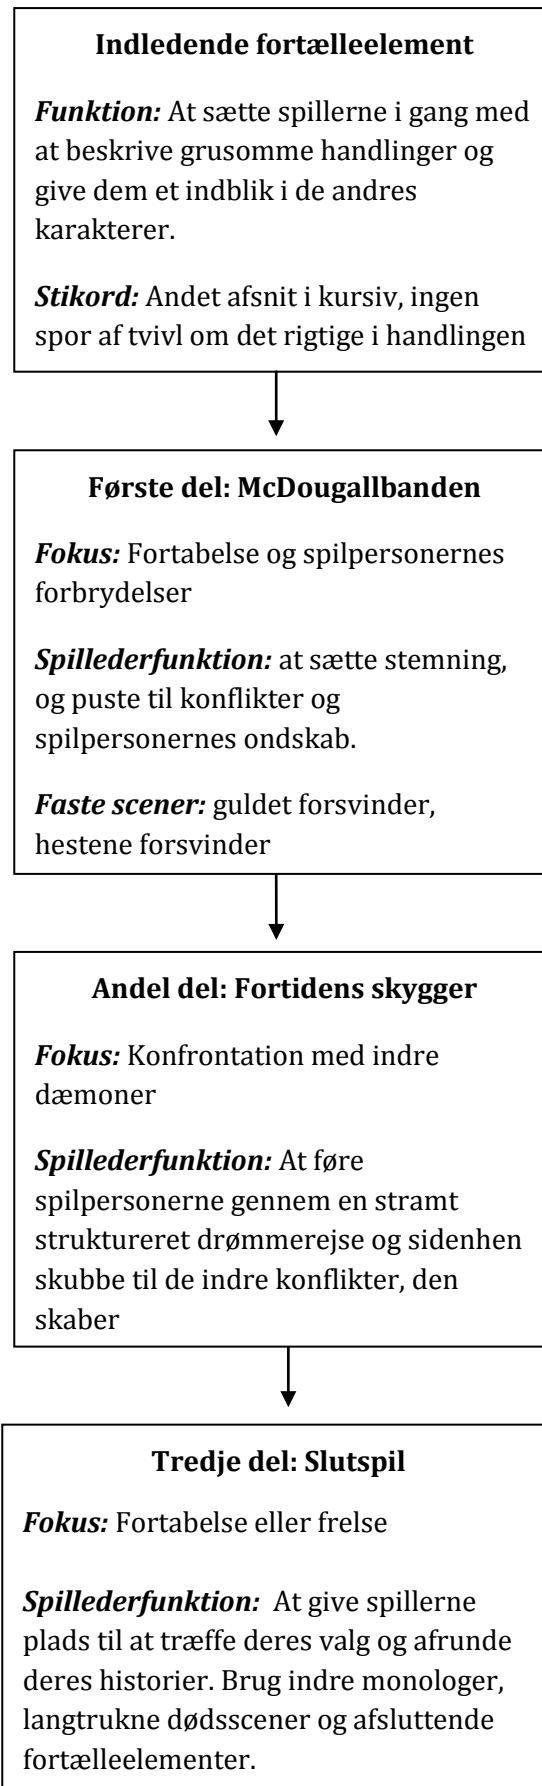 Indledende fortælleelement
Funktion: At sætte spillerne i gang med
at beskrive grusomme handlinger og
give dem et indblik i de andres
karakterer.
Stikord: Andet afsnit i kursiv, ingen
spor af tvivl om det rigtige i handlingen
Første del: McDougallbanden
Fokus: Fortabelse og spilpersonernes
forbrydelser
Spillederfunktion: at sætte stemning,
og puste til konflikter og
spilpersonernes ondskab.
Faste scener: guldet forsvinder,
hestene forsvinder
Andel del: Fortidens skygger
Fokus: Konfrontation med indre
dæmoner
Spillederfunktion: At føre
spilpersonerne gennem en stramt
struktureret drømmerejse og sidenhen
skubbe til de indre konflikter, den
skaber
Tredje del: Slutspil
Fokus: Fortabelse eller frelse
Spillederfunktion: At give spillerne
plads til at træffe deres valg og afrunde
deres historier. Brug indre monologer,
langtrukne dødsscener og afsluttende
fortælleelementer.